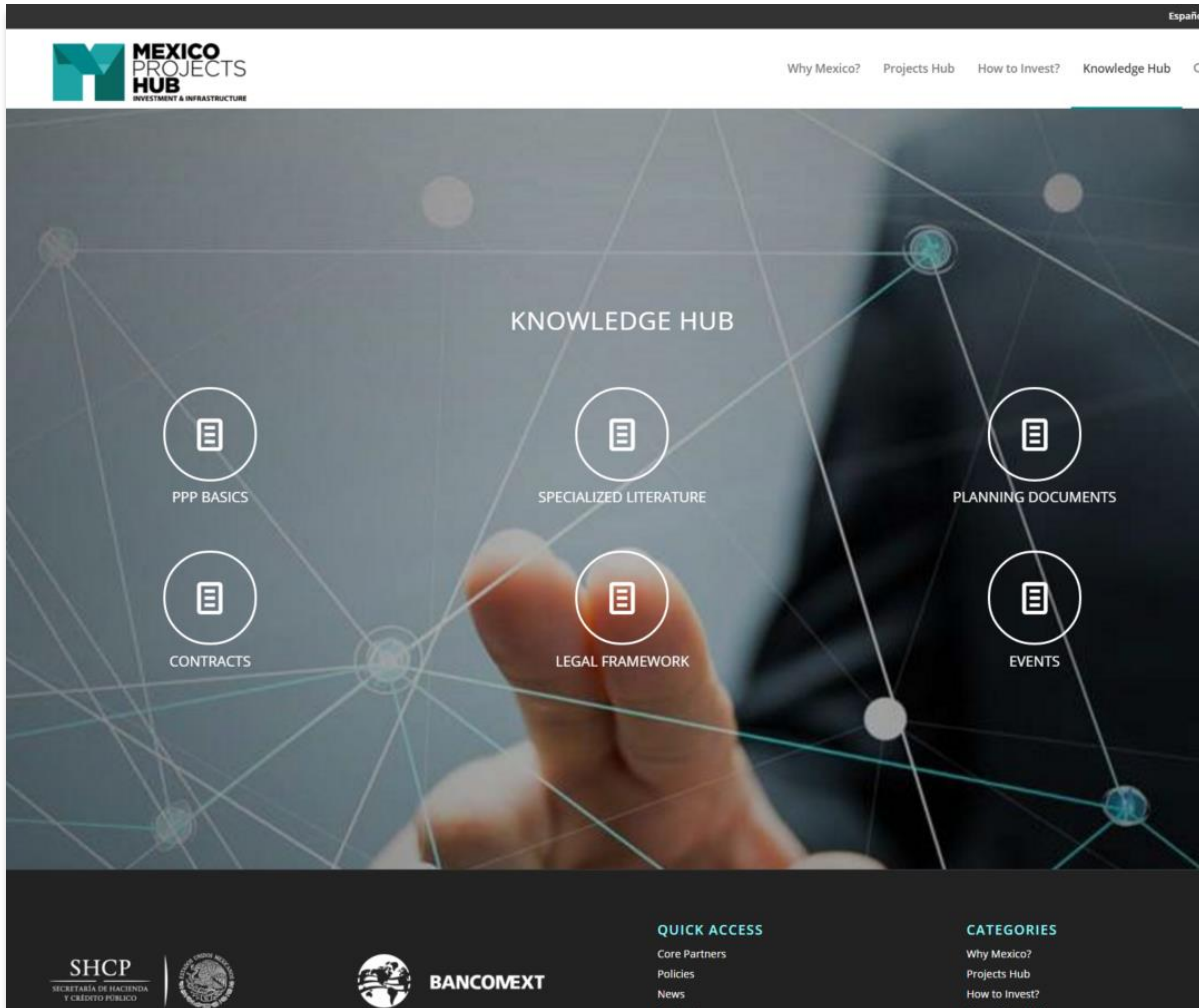 MEXICO
PROJECTS
HUB
INVESTMENT & INFRASTRUCTURE
Why Mexico? Projects Hub How to Invest? Knowledge Hub
KNOWLEDGE HUB
PPP BASICS SPECIALIZED LITERATURE PLANNING DOCUMENTS
CONTRACTS LEGAL FRAMEWORK EVENTS
SHCP
SECRETARÍA DE HACIENDA
Y CRÉDITO PÚBLICO
BANCOMEXT
QUICK ACCESS
Core Partners
Policies
News
CATEGORIES
Why Mexico?
Projects Hub
How to Invest?